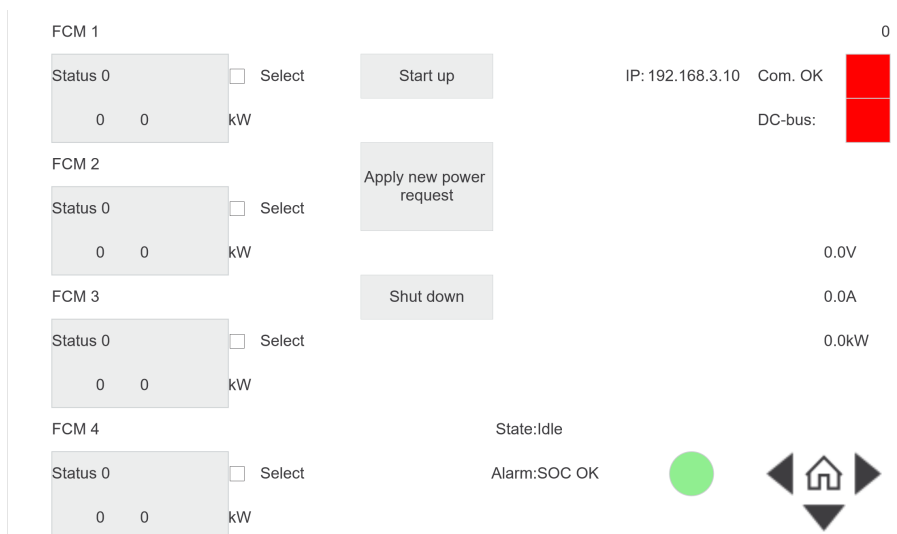 FCM 1
0
Status 0
Select
Start up
IP: 192.168.3.10
Com. OK
0 0 kW
DC-bus:
FCM 2
Apply new power
request
Status 0
Select
0 0 kW
0.0V
FCM 3
Shut down
0.0A
Status 0
Select
0.0kW
0 0 kW
FCM 4
State:Idle
Status 0
Select
Alarm:SOC OK
0 0 kW